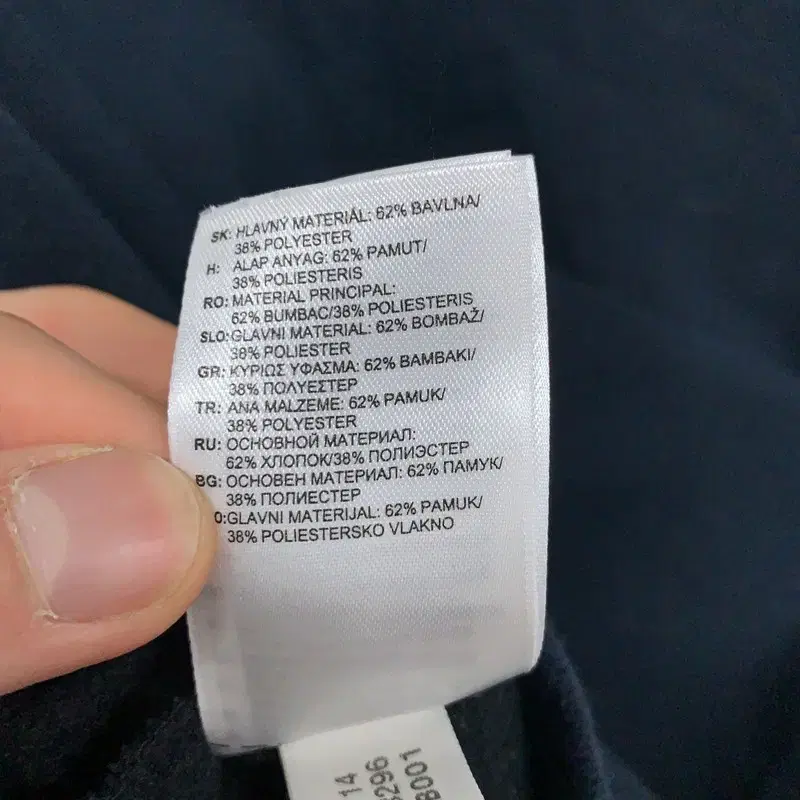 SK: HLAVNÝ MATERIÁL: 62% BAVLNA/
38% POLYESTER
H: ALAP ANYAG: 62% PAMUT/
38% POLIESTERIS
RO: MATERIAL PRINCIPAL:
62% BUMBAC/38% POLIESTERIS
SLO: GLAVNI MATERIAL: 62% BOMBAŽ/
38% POLIESTER
GR: ΚΥΡΙΩΣ ΥΦΑΣΜΑ: 62% ΒΑΜΒΑΚΙ/
38% ΠΟΛΥΕΣΤΕΡ
TR: ANA MALZEME: 62% PAMUK/
38% POLYESTER
RU: ОСНОВНОЙ МАТЕРИАЛ:
62% ХЛОПОК/38% ПОЛИЭСТЕР
BG: ОСНОВЕН МАТЕРИАЛ: 62% ПАМУК/
38% ПОЛИЕСТЕР
GLAVNI MATERIJAL: 62% PAMUK/
38% POLIESTERSKO VLAKNO
14